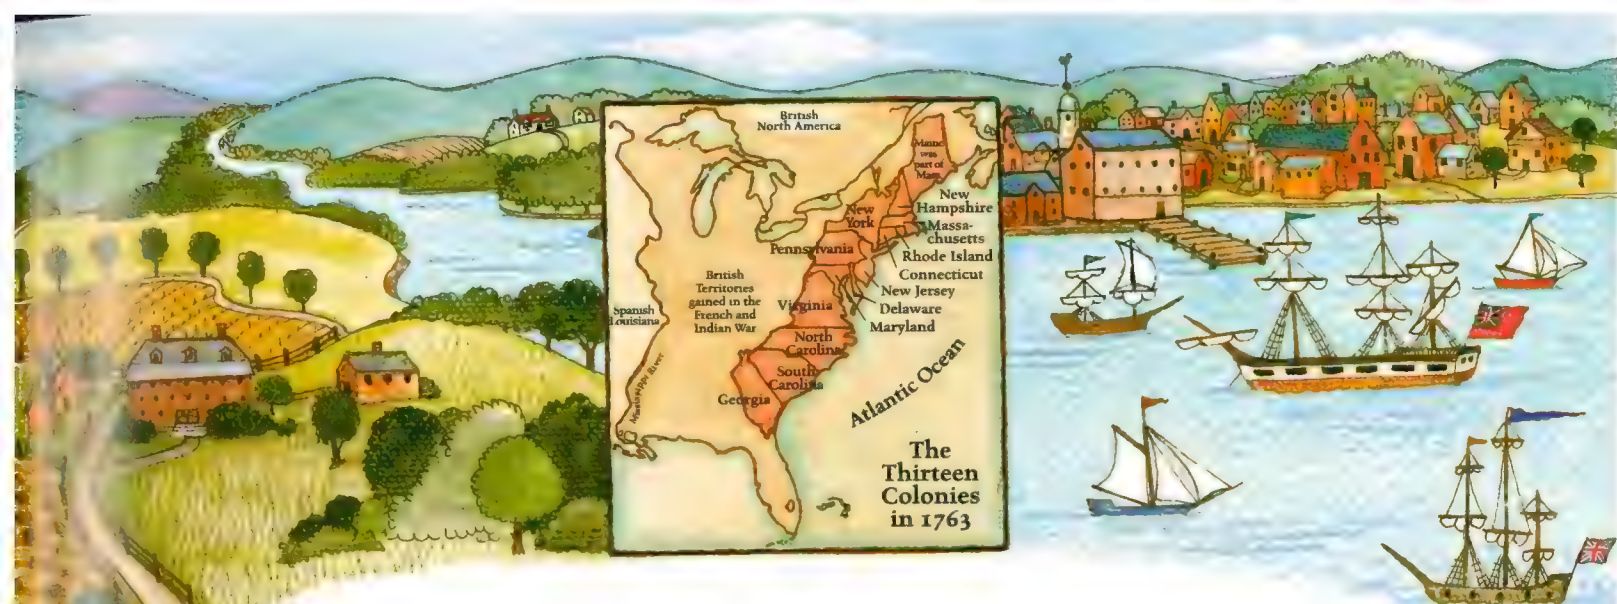 British
North America
Maine
was
part of
Mass.
New
Hampshire
New
York
Massa-
chusetts
Pennsylvania
Rhode Island
Connecticut
British
Territories
gained in the
French and
Indian War
New Jersey
Virginia
Delaware
Spanish
Louisiana
Maryland
North
Carolina
Mississippi River
South
Carolina
Georgia
Atlantic Ocean
The
Thirteen
Colonies
in 1763